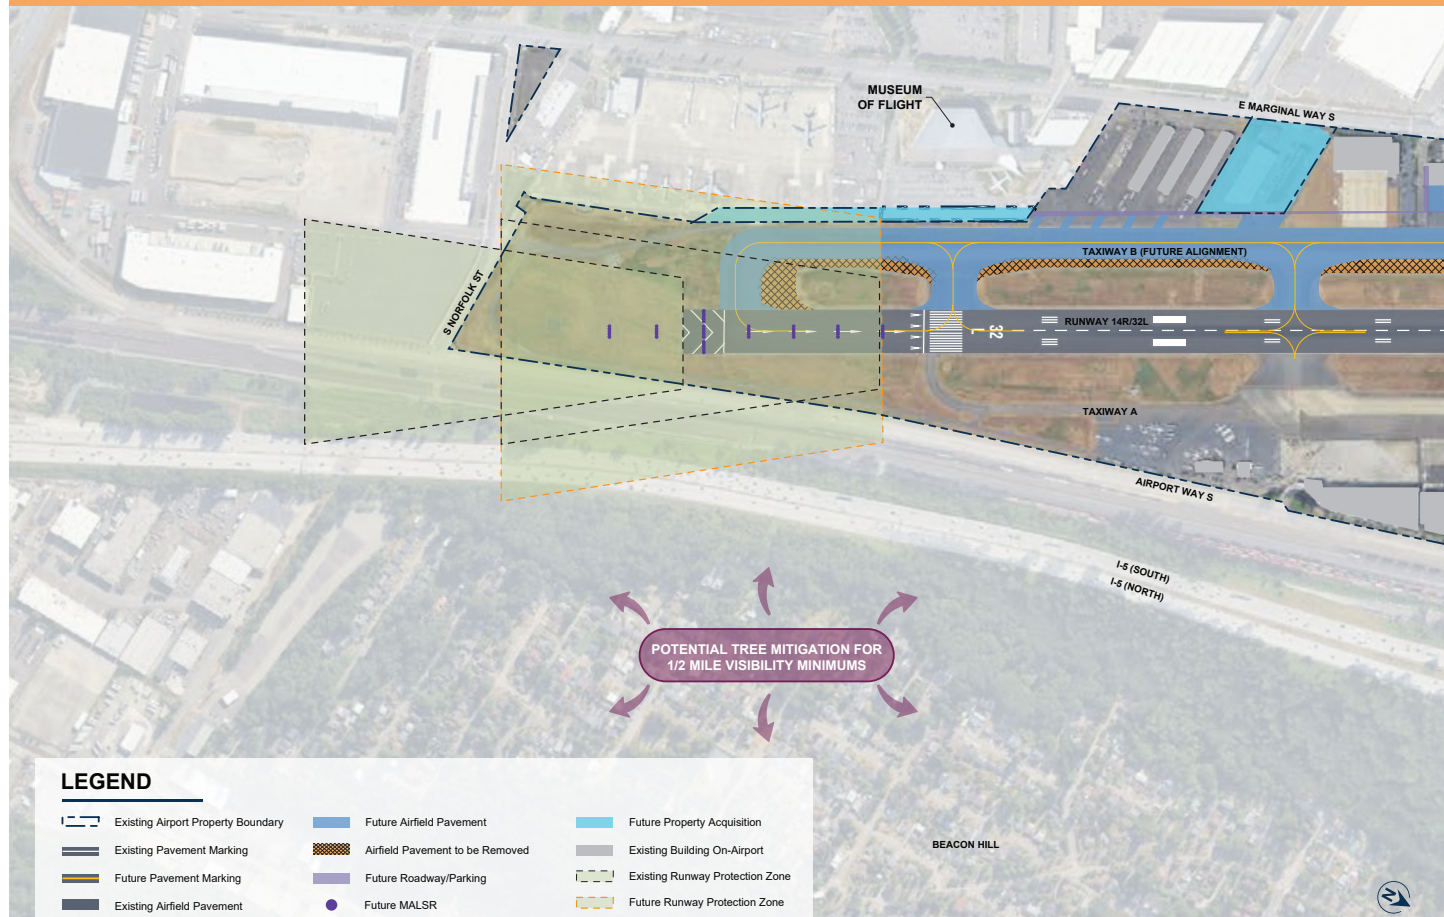 MUSEUM
OF FLIGHT
E MARGINAL WAY S
S NORFOLK ST
TAXIWAY B (FUTURE ALIGNMENT)
RUNWAY 14R/32L
32
L
TAXIWAY A
AIRPORT WAY S
I-5 (SOUTH)
I-5 (NORTH)
POTENTIAL TREE MITIGATION FOR
1/2 MILE VISIBILITY MINIMUMS
BEACON HILL
LEGEND
Existing Airport Property Boundary
Existing Pavement Marking
Future Pavement Marking
Existing Airfield Pavement
Future Airfield Pavement
Airfield Pavement to be Removed
Future Roadway/Parking
Future MALSR
Future Property Acquisition
Existing Building On-Airport
Existing Runway Protection Zone
Future Runway Protection Zone
N